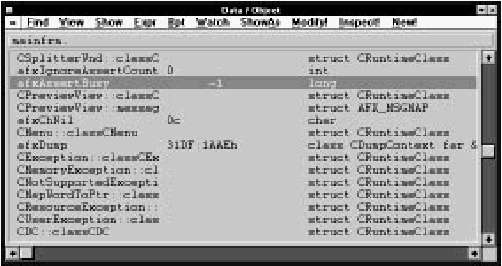 Data / Object
= Find View Show Expr Bpt Watch ShowAs Modify! Inspect! New!
mainfrm.
CSplitterWnd::classC struct CRuntimeClass
afxIgnoreAssertCount 0 int
afxAssertBusy -1 long
CPreviewView::classC struct CRuntimeClass
CPreviewView::messag struct AFX_MSGMAP
afxChNil 0c char
CMenu::classCMenu struct CRuntimeClass
afxDump 31DF:1AAEh class CDumpContext far &
CException::classCEx struct CRuntimeClass
CMemoryException::cl struct CRuntimeClass
CNotSupportedExcepti struct CRuntimeClass
CMapWordToPtr::class struct CRuntimeClass
CResourceException:: struct CRuntimeClass
CUserException::clas struct CRuntimeClass
CDC::classCDC struct CRuntimeClass